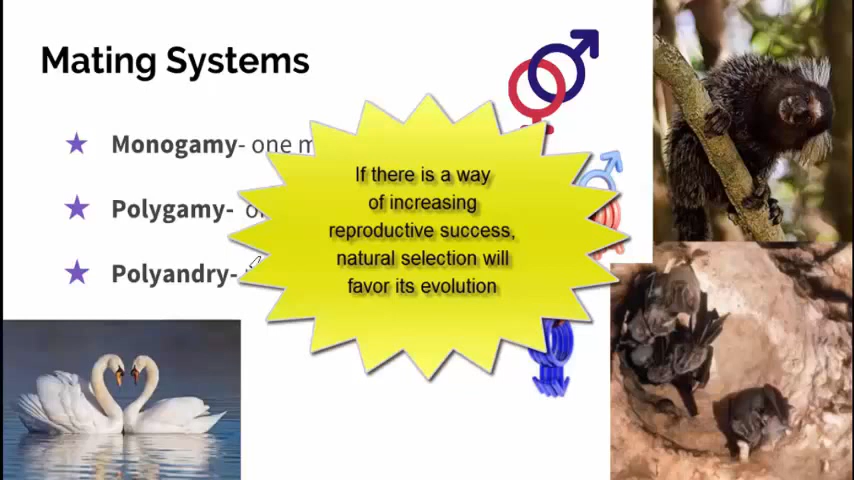 Mating Systems
★ Monogamy- one
★ Polygamy-
★ Polyandry-
If there is a way
of increasing
reproductive success,
natural selection will
favor its evolution